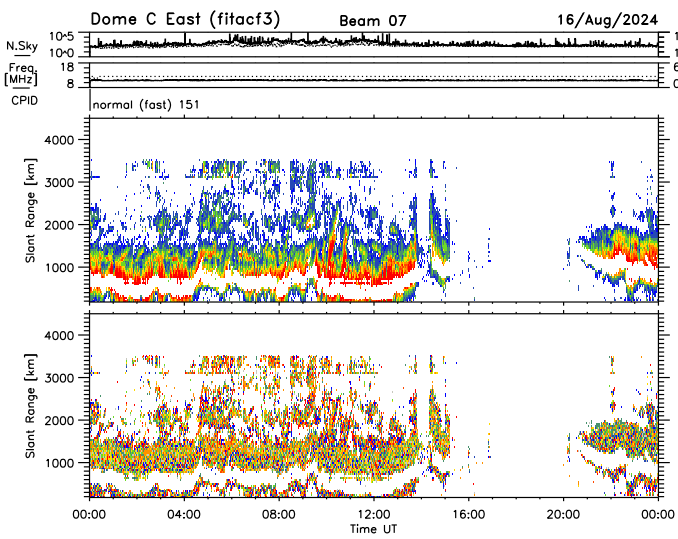 Dome C East (fitacf3) Beam 07 16/Aug/2024
N.Sky 10^5 10^0
Freq. [MHz] 18 8 6 0
CPID normal (fast) 151
Slant Range [km] 4000 3000 2000 1000
Slant Range [km] 4000 3000 2000 1000
00:00 04:00 08:00 12:00 16:00 20:00 00:00
Time UT